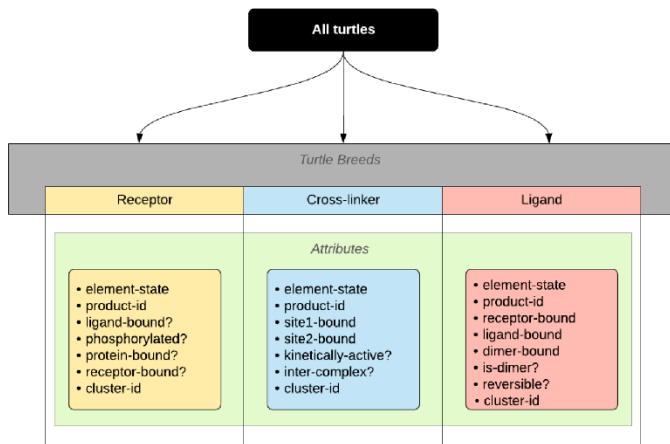 All turtles
Turtle Breeds
Receptor
Cross-linker
Ligand
Attributes
• element-state
• product-id
• ligand-bound?
• phosphorylated?
• protein-bound?
• receptor-bound?
• cluster-id
• element-state
• product-id
• site1-bound
• site2-bound
• kinetically-active?
• inter-complex?
• cluster-id
• element-state
• product-id
• receptor-bound
• ligand-bound
• dimer-bound
• is-dimer?
• reversible?
• cluster-id